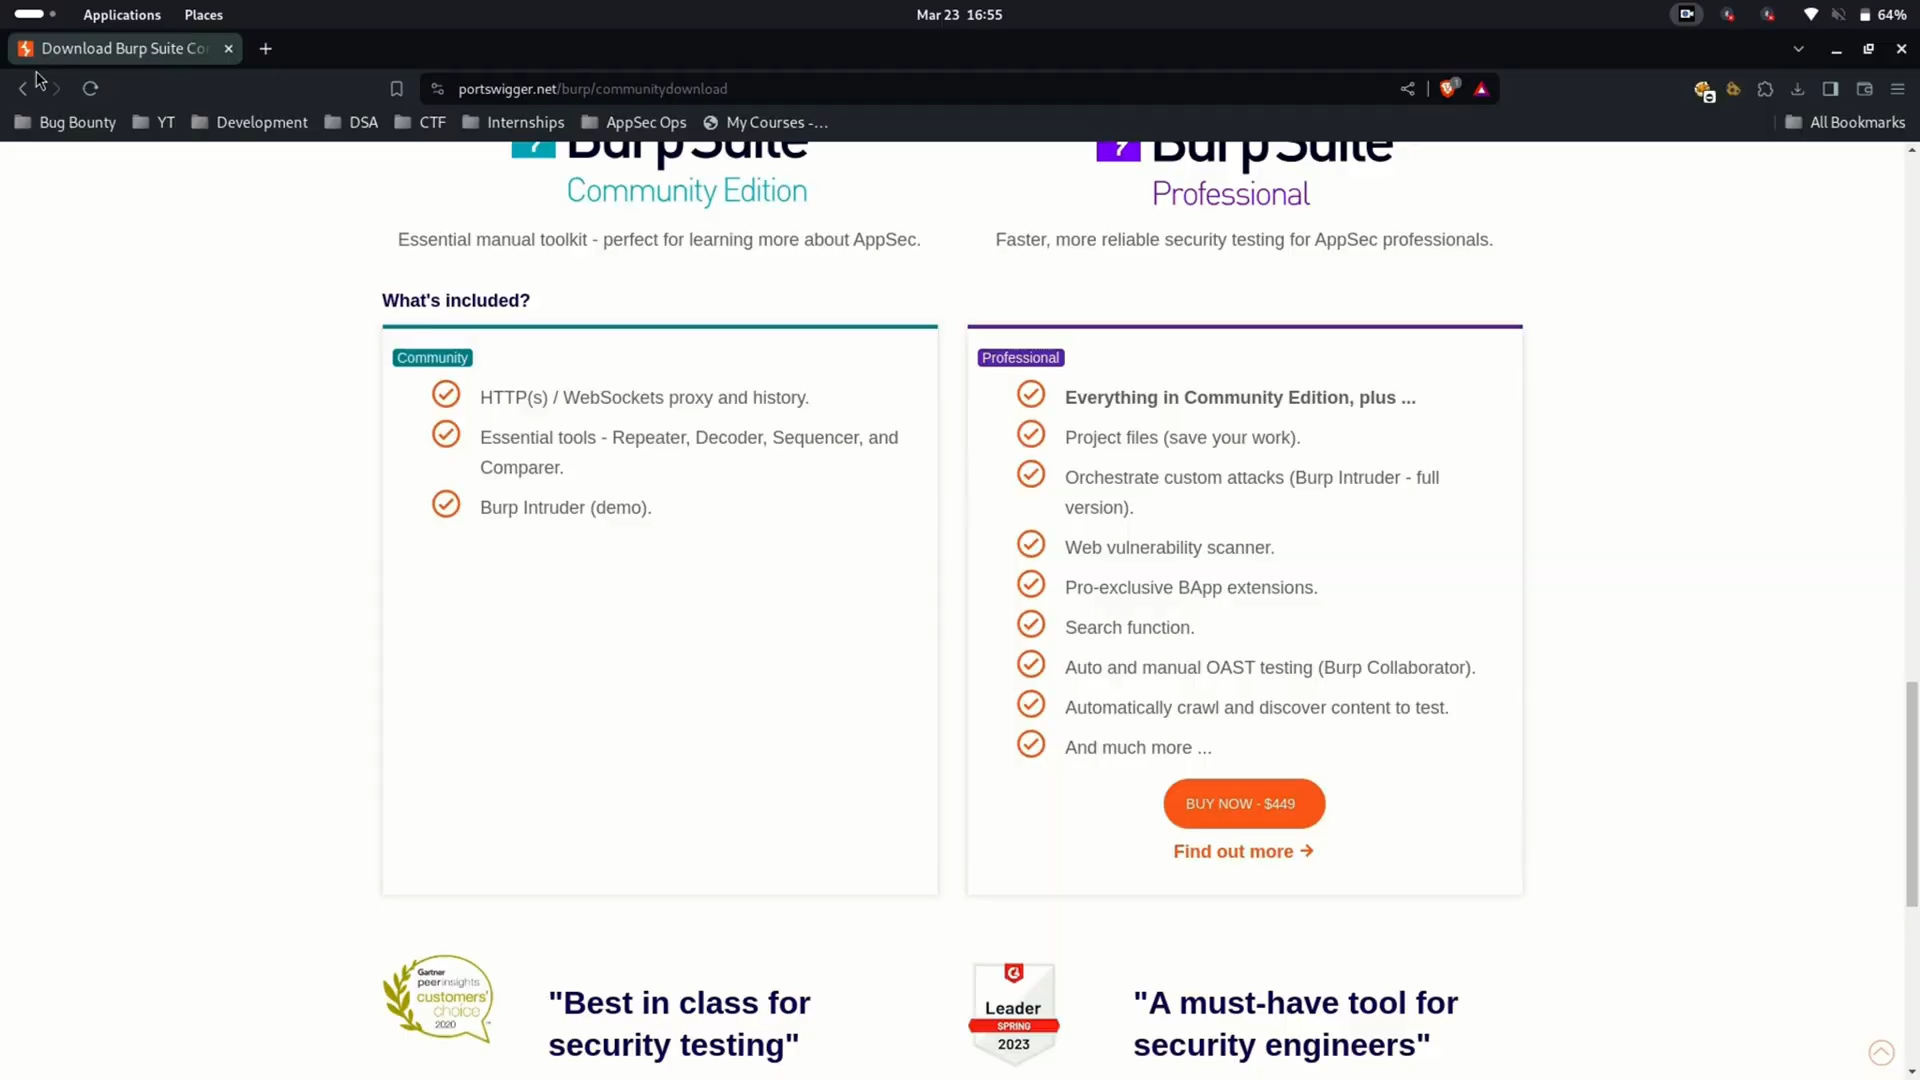 Applications Places Mar 23 16:55 64%
Download Burp Suite Co
portswigger.net/burp/communitydownload
Bug Bounty YT Development DSA CTF Internships AppSec Ops My Courses -... All Bookmarks
Burp Suite
Community Edition
Burp Suite
Professional
Essential manual toolkit - perfect for learning more about AppSec.
Faster, more reliable security testing for AppSec professionals.
What's included?
Community
HTTP(s) / WebSockets proxy and history.
Essential tools - Repeater, Decoder, Sequencer, and
Comparer.
Burp Intruder (demo).
Professional
Everything in Community Edition, plus ...
Project files (save your work).
Orchestrate custom attacks (Burp Intruder - full
version).
Web vulnerability scanner.
Pro-exclusive BApp extensions.
Search function.
Auto and manual OAST testing (Burp Collaborator).
Automatically crawl and discover content to test.
And much more ...
BUY NOW - $449
Find out more
Gartner
peerinsights
customers'
choice
2020
"Best in class for
security testing"
Leader
SPRING
2023
"A must-have tool for
security engineers"